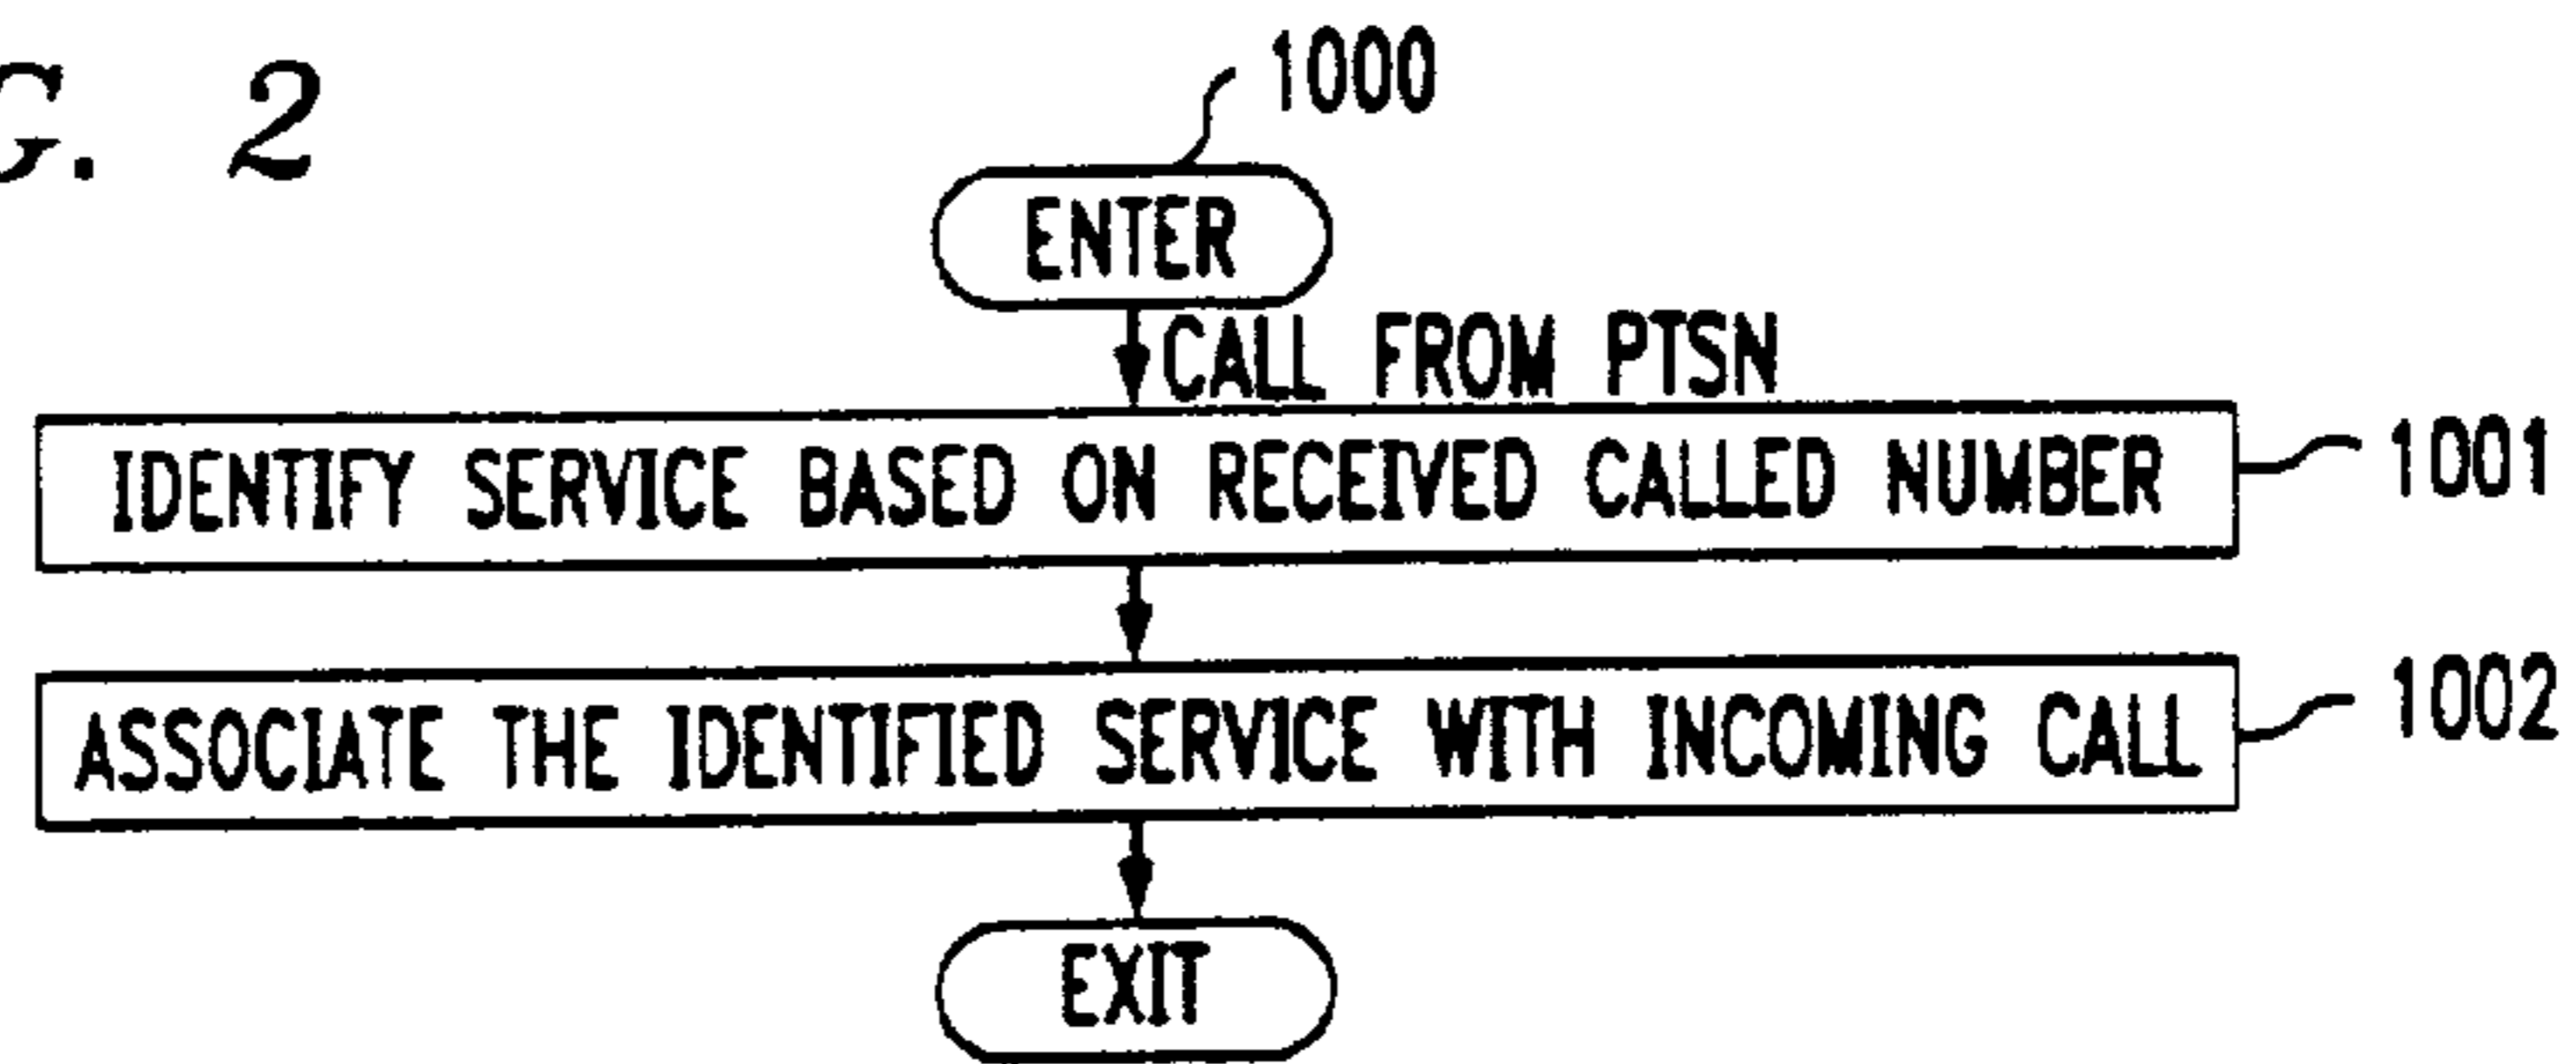 G. 2
1000
ENTER
CALL FROM PTSN
IDENTIFY SERVICE BASED ON RECEIVED CALLED NUMBER
1001
ASSOCIATE THE IDENTIFIED SERVICE WITH INCOMING CALL
1002
EXIT